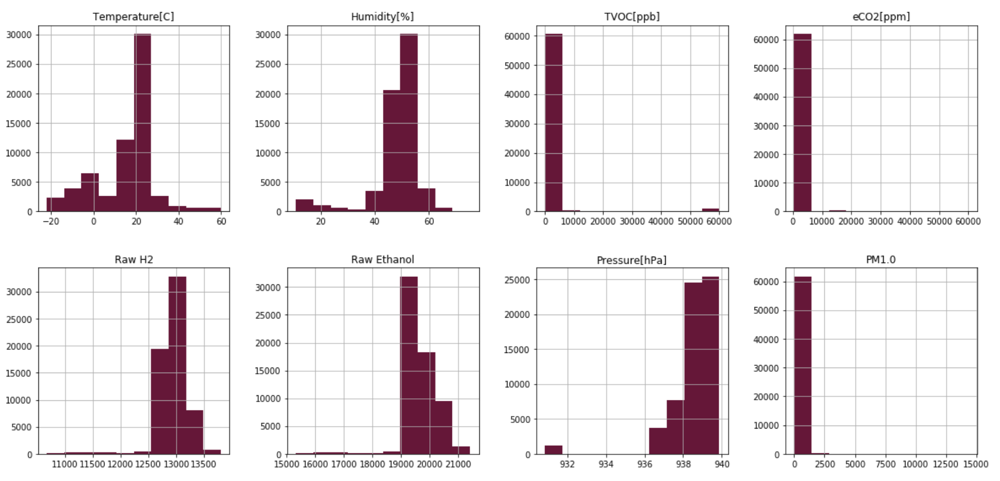 Temperature[C] Humidity[%] TVOC[ppb] eCO2[ppm]
30000 30000 60000 60000
25000 25000 50000 50000
20000 20000 40000 40000
15000 15000 30000 30000
10000 10000 20000 20000
5000 5000 10000 10000
0 0 0 0
−20 0 20 40 60 20 40 60 0 10000 20000 30000 40000 50000 60000 0 10000 20000 30000 40000 50000 60000
Raw H2 Raw Ethanol Pressure[hPa] PM1.0
30000 30000 25000 60000
25000 25000 20000 50000
20000 20000 15000 40000
15000 15000 10000 30000
10000 10000 5000 20000
5000 5000 0 10000
0 0 0
11000 11500 12000 12500 13000 13500 15000 16000 17000 18000 19000 20000 21000 932 934 936 938 940 0 2500 5000 7500 10000 12500 15000